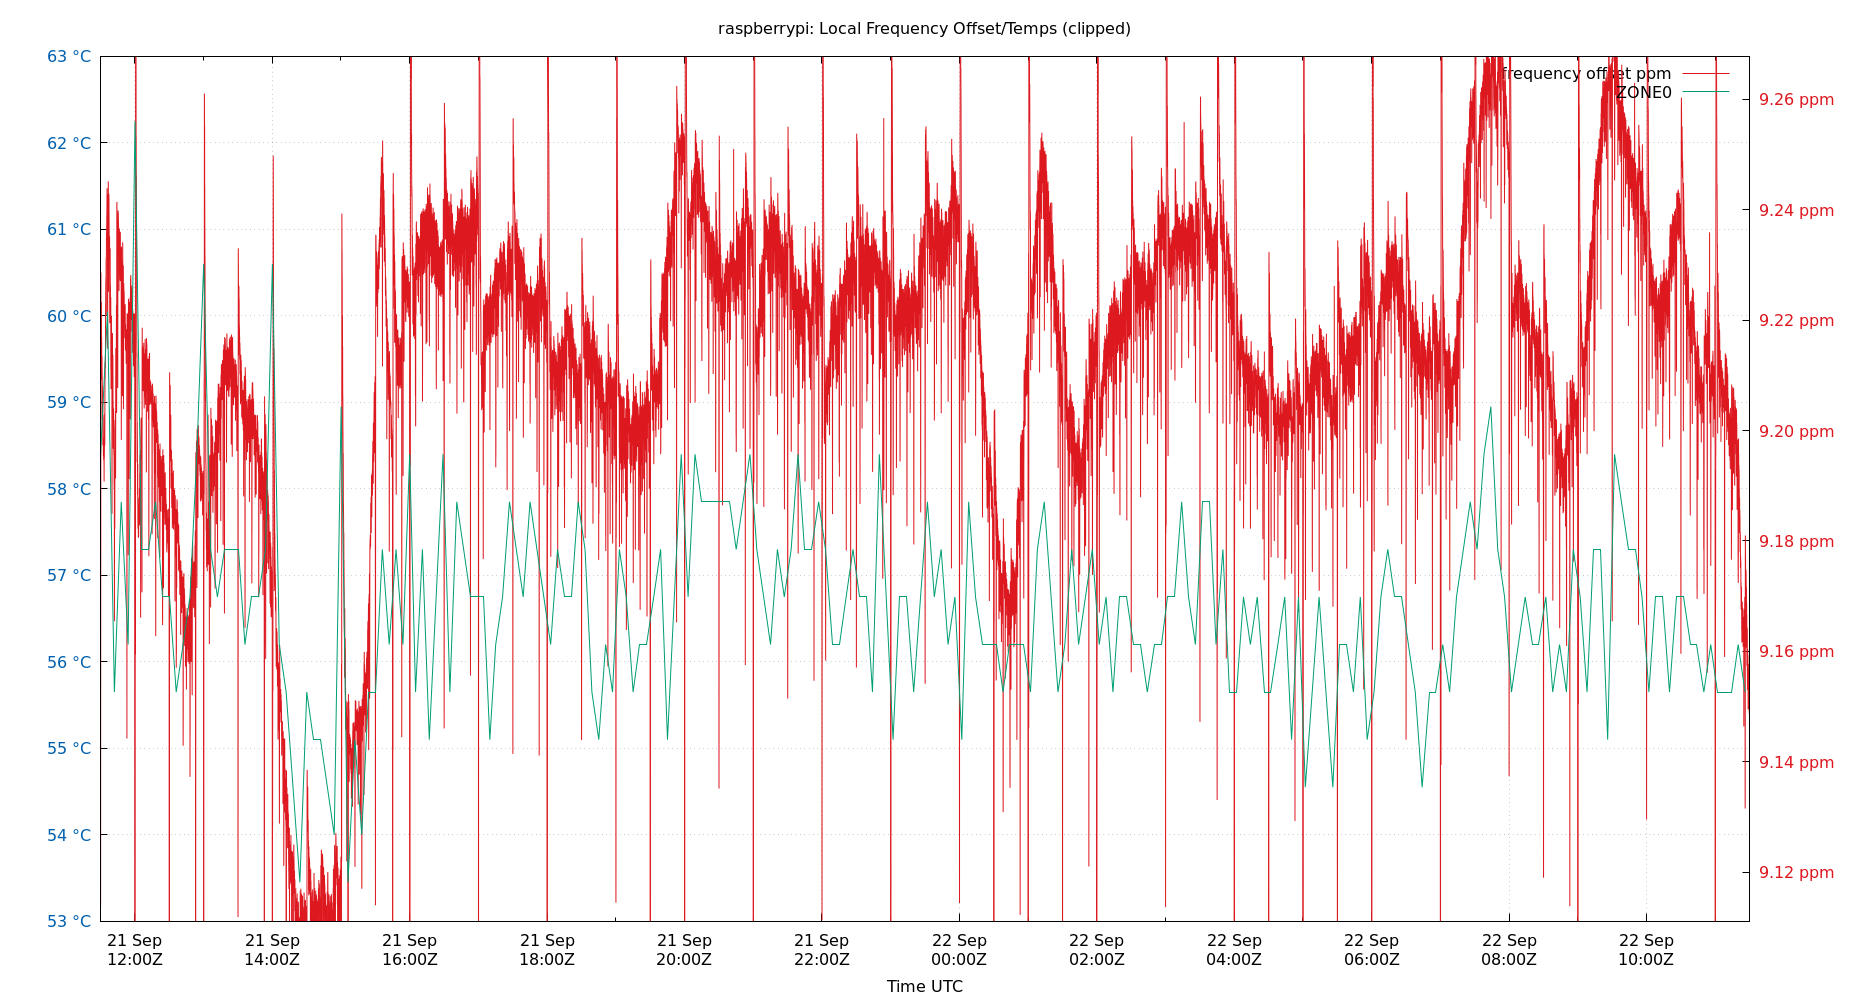 raspberrypi: Local Frequency Offset/Temps (clipped)
63 °C
62 °C
61 °C
60 °C
59 °C
58 °C
57 °C
56 °C
55 °C
54 °C
53 °C
frequency offset ppm
ZONE0
9.26 ppm
9.24 ppm
9.22 ppm
9.20 ppm
9.18 ppm
9.16 ppm
9.14 ppm
9.12 ppm
21 Sep 21 Sep 21 Sep 21 Sep 21 Sep 21 Sep 22 Sep 22 Sep 22 Sep 22 Sep 22 Sep 22 Sep
12:00Z 14:00Z 16:00Z 18:00Z 20:00Z 22:00Z 00:00Z 02:00Z 04:00Z 06:00Z 08:00Z 10:00Z
Time UTC